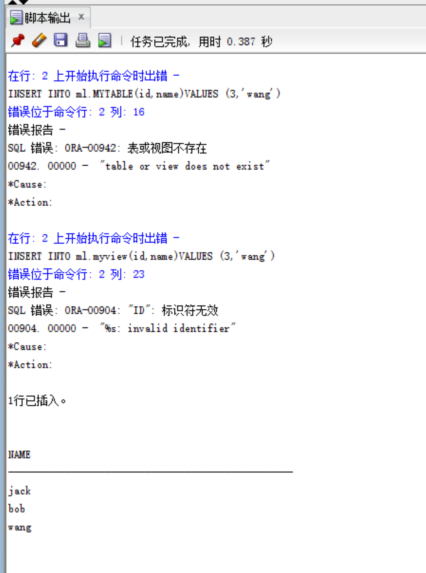 脚本输出 ×
任务已完成, 用时 0.387 秒
在行: 2 上开始执行命令时出错 -
INSERT INTO ml.MYTABLE(id,name)VALUES (3,'wang')
错误位于命令行: 2 列: 16
错误报告 -
SQL 错误: ORA-00942: 表或视图不存在
00942. 00000 -  "table or view does not exist"
*Cause:
*Action:
在行: 2 上开始执行命令时出错 -
INSERT INTO ml.myview(id,name)VALUES (3,'wang')
错误位于命令行: 2 列: 23
错误报告 -
SQL 错误: ORA-00904: "ID": 标识符无效
00904. 00000 -  "%s: invalid identifier"
*Cause:
*Action:
1行已插入。
NAME
jack
bob
wang